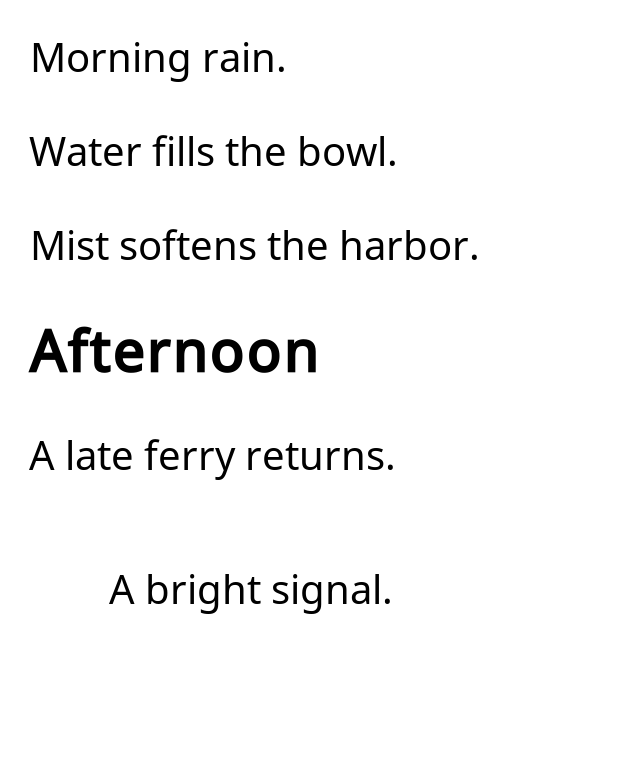 Morning rain.
Water fills the bowl.
Mist softens the harbor.
Afternoon
A late ferry returns.
A bright signal.